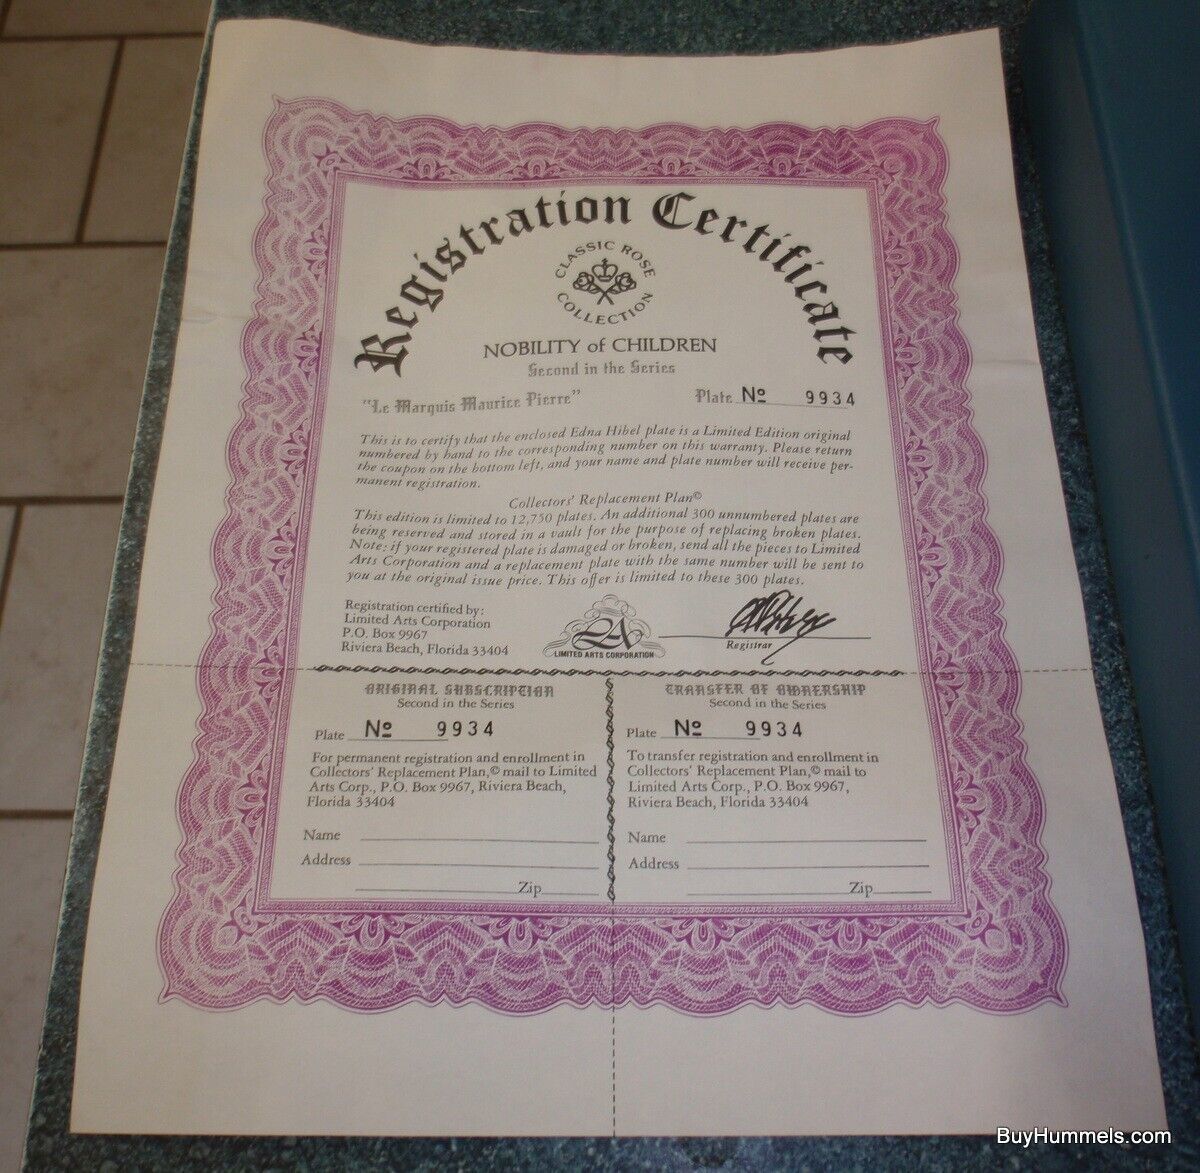 Registration Certificate
CLASSIC ROSE
COLLECTION
NOBILITY of CHILDREN
Second in the Series
"Le Marquis Maurice Pierre"
Plate No 9934
This is to certify that the enclosed Edna Hibel plate is a Limited Edition original
numbered by hand to the corresponding number on this warranty. Please return
the coupon on the bottom left, and your name and plate number will receive per-
manent registration.
Collectors' Replacement Plan©
This edition is limited to 12,750 plates. An additional 300 unnumbered plates are
being reserved and stored in a vault for the purpose of replacing broken plates.
Note: if your registered plate is damaged or broken, send all the pieces to Limited
Arts Corporation and a replacement plate with the same number will be sent to
you at the original issue price. This offer is limited to these 300 plates.
Registration certified by:
Limited Arts Corporation
P.O. Box 9967
Riviera Beach, Florida 33404
LA
LIMITED ARTS CORPORATION
Registrar
ORIGINAL SUBSCRIPTION
Second in the Series
Plate No 9934
For permanent registration and enrollment in
Collectors' Replacement Plan,© mail to Limited
Arts Corp., P.O. Box 9967, Riviera Beach,
Florida 33404
Name
Address
Zip
TRANSFER OF OWNERSHIP
Second in the Series
Plate No 9934
To transfer registration and enrollment in
Collectors' Replacement Plan,© mail to
Limited Arts Corp., P.O. Box 9967,
Riviera Beach, Florida 33404
Name
Address
Zip
BuyHummels.com